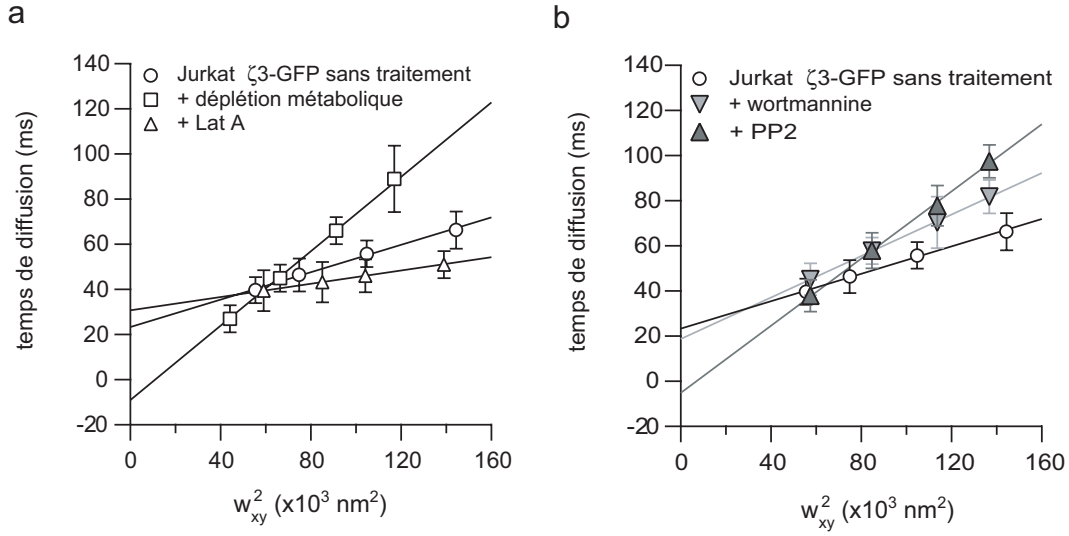 a
140
120
100
80
60
40
20
0
-20
temps de diffusion (ms)
Jurkat ζ3-GFP sans traitement
+ déplétion métabolique
+ Lat A
0 40 80 120 160
w²xy (x10³ nm²)
b
140
120
100
80
60
40
20
0
-20
temps de diffusion (ms)
Jurkat ζ3-GFP sans traitement
+ wortmannine
+ PP2
0 40 80 120 160
w²xy (x10³ nm²)